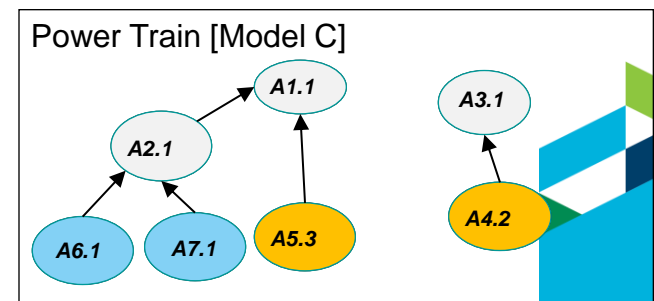 Power Train [Model C]
A1.1
A3.1
A2.1
A4.2
A5.3
A6.1
A7.1